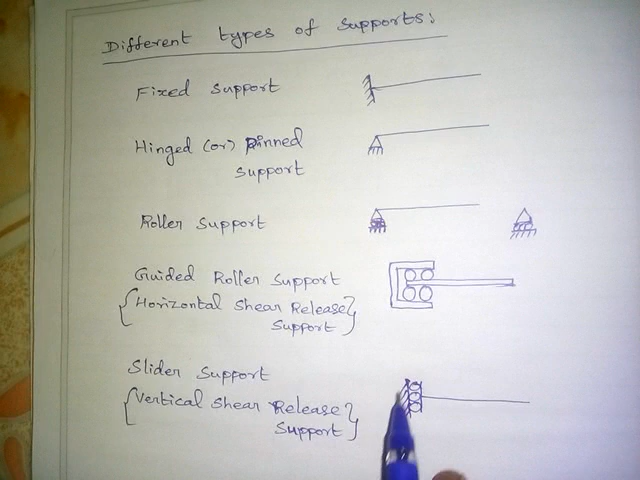 Different types of supports:
Fixed support
Hinged (or) Pinned
support
Roller support
Guided Roller support
{Horizontal Shear Release}
support
Slider support
{Vertical Shear Release}
support